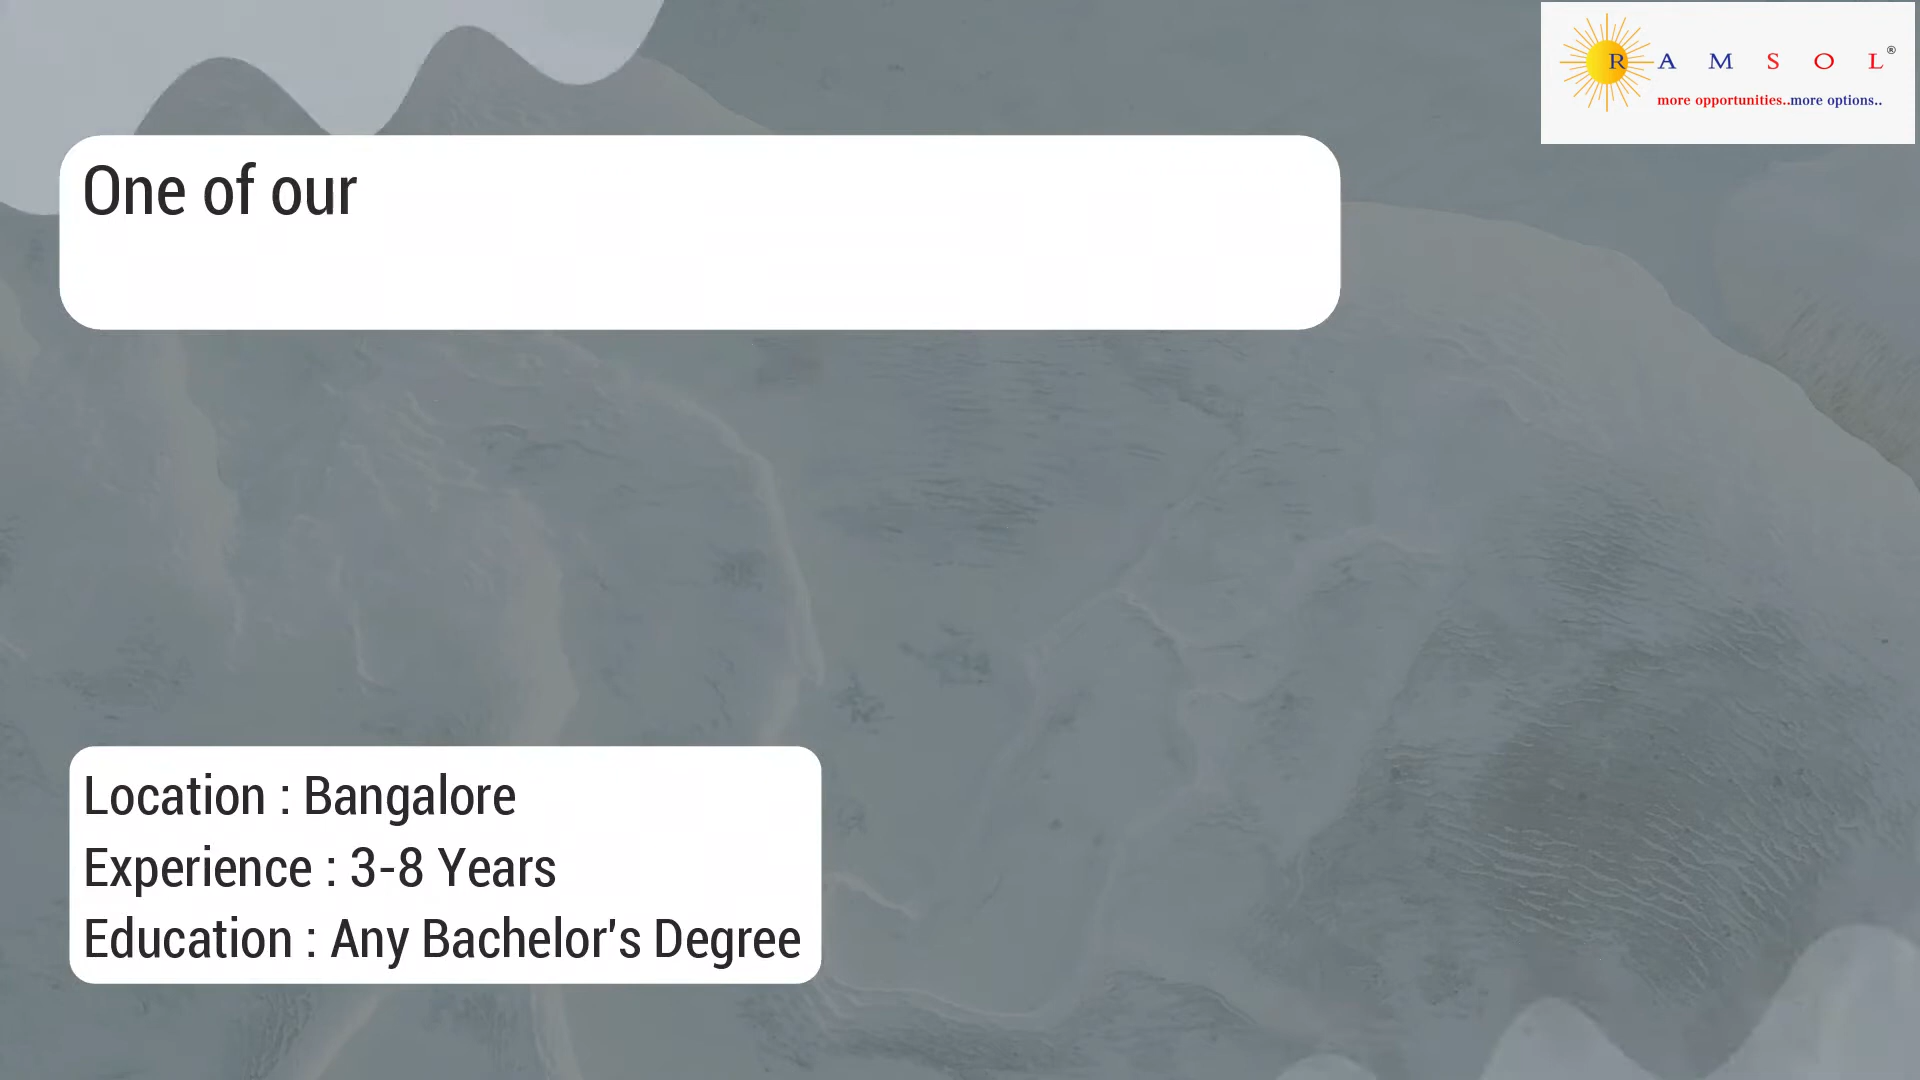 R A M S O L®
more opportunities..more options..
One of our
Location : Bangalore
Experience : 3-8 Years
Education : Any Bachelor's Degree